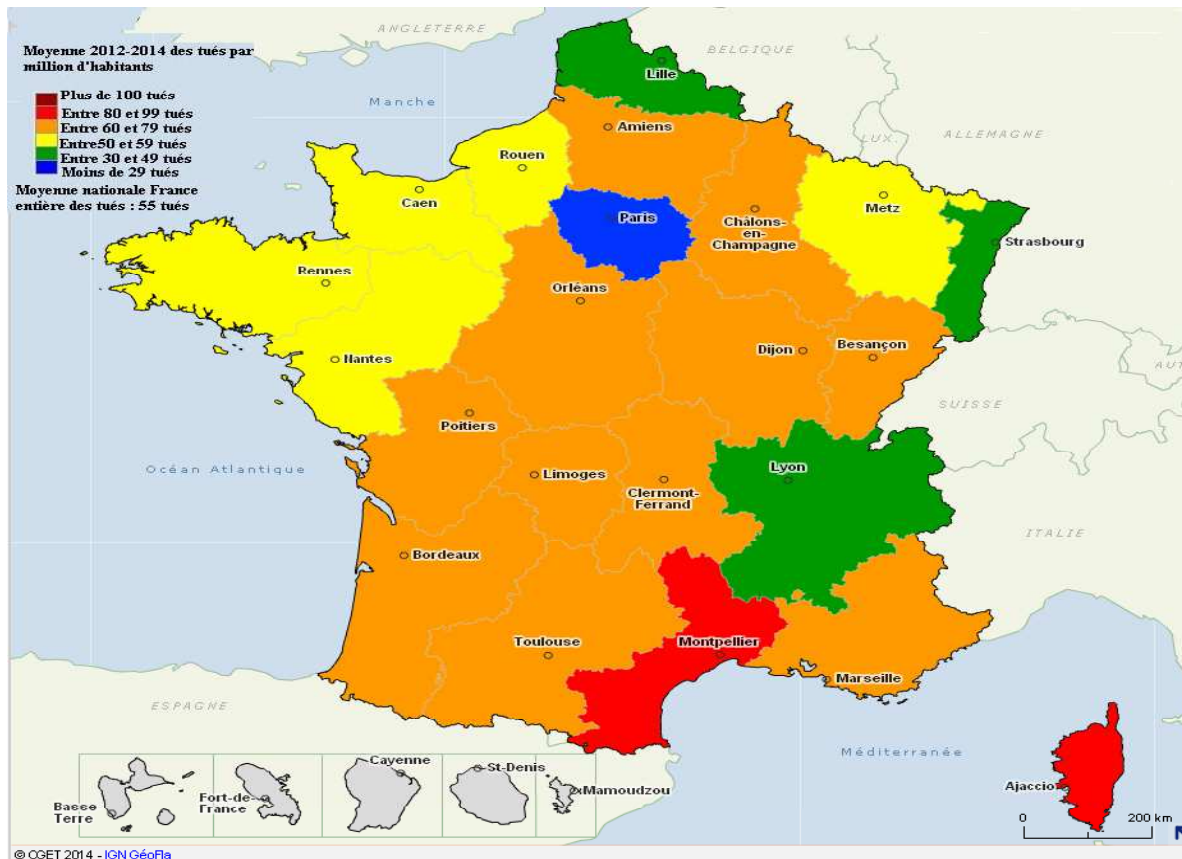 Moyenne 2012-2014 des tués par
million d'habitants
Plus de 100 tués
Entre 80 et 99 tués
Entre 60 et 79 tués
Entre50 et 59 tués
Entre 30 et 49 tués
Moins de 29 tués
Moyenne nationale France
entière des tués : 55 tués
ANGLETERRE
BELGIQUE
Lille
Manche
Amiens
LUX.
ALLEMAGNE
Rouen
Caen
Paris
Châlons-
en-
Champagne
Metz
Strasbourg
Rennes
Orléans
Nantes
Dijon
Besançon
AUT
SUISSE
Poitiers
Océan Atlantique
Limoges
Clermont-
Ferrand
Lyon
ITALIE
Bordeaux
Toulouse
Montpellier
Marseille
ESPAGNE
Méditerranée
Basse
Terre
Fort-de-
France
Cayenne
St-Denis
Mamoudzou
Ajaccio
0
200 km
N
© CGET 2014 - IGN GéoFla